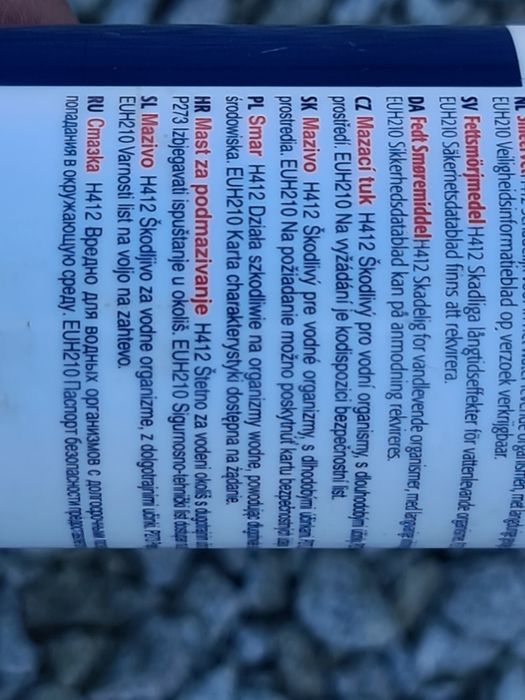 EUH210 Veiligheidsinformatieblad op verzoek verkrijgbaar.
SV Fettsmörjmedel H412 Skadliga långtidseffekter för vattenlevande
EUH210 Säkerhetsdatablad finns att rekvirera.
DA Fedt Smøremiddel H412 Skadelig for vandlevende organismer, med
EUH210 Sikkerhedsdatablad kan på anmodning rekvireres.
CZ Mazací tuk H412 Škodlivý pro vodní organismy, s dlouhodobými
prostředí. EUH210 Na vyžádání je k dispozici bezpečnostní list.
SK Mazivo H412 Škodlivý pre vodné organizmy, s dlhodobými účinkami
prostredia. EUH210 Na požiadanie možno poskytnúť kartu bezpečnostných
PL Smar H412 Działa szkodliwie na organizmy wodne, powodując
środowiska. EUH210 Karta charakterystyki dostępna na żądanie.
HR Mast za podmazivanje H412 Štetno za vodeni okoliš s dugotrajnim
P273 Izbjegavati ispuštanje u okoliš. EUH210 Sigurnosno-tehnički list
SL Mazivo H412 Škodljivo za vodne organizme, z dolgotrajnimi učinki.
EUH210 Varnosti list na voljo na zahtevo.
RU Смазка H412 Вредно для водных организмов с долгосрочным
попадания в окружающую среду. EUH210 Паспорт безопасности